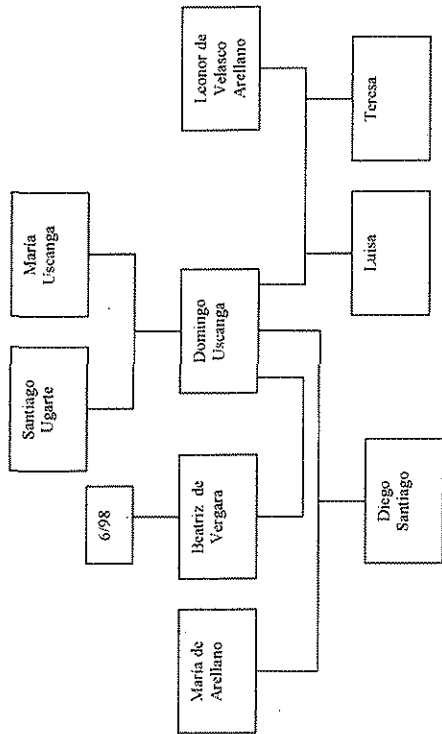 Santiago
Ugarte
María
Uscanga
6/98
María de
Arellano
Beatriz de
Vergara
Domingo
Uscanga
Leonor de
Velasco
Arellano
Diego
Santiago
Luisa
Teresa